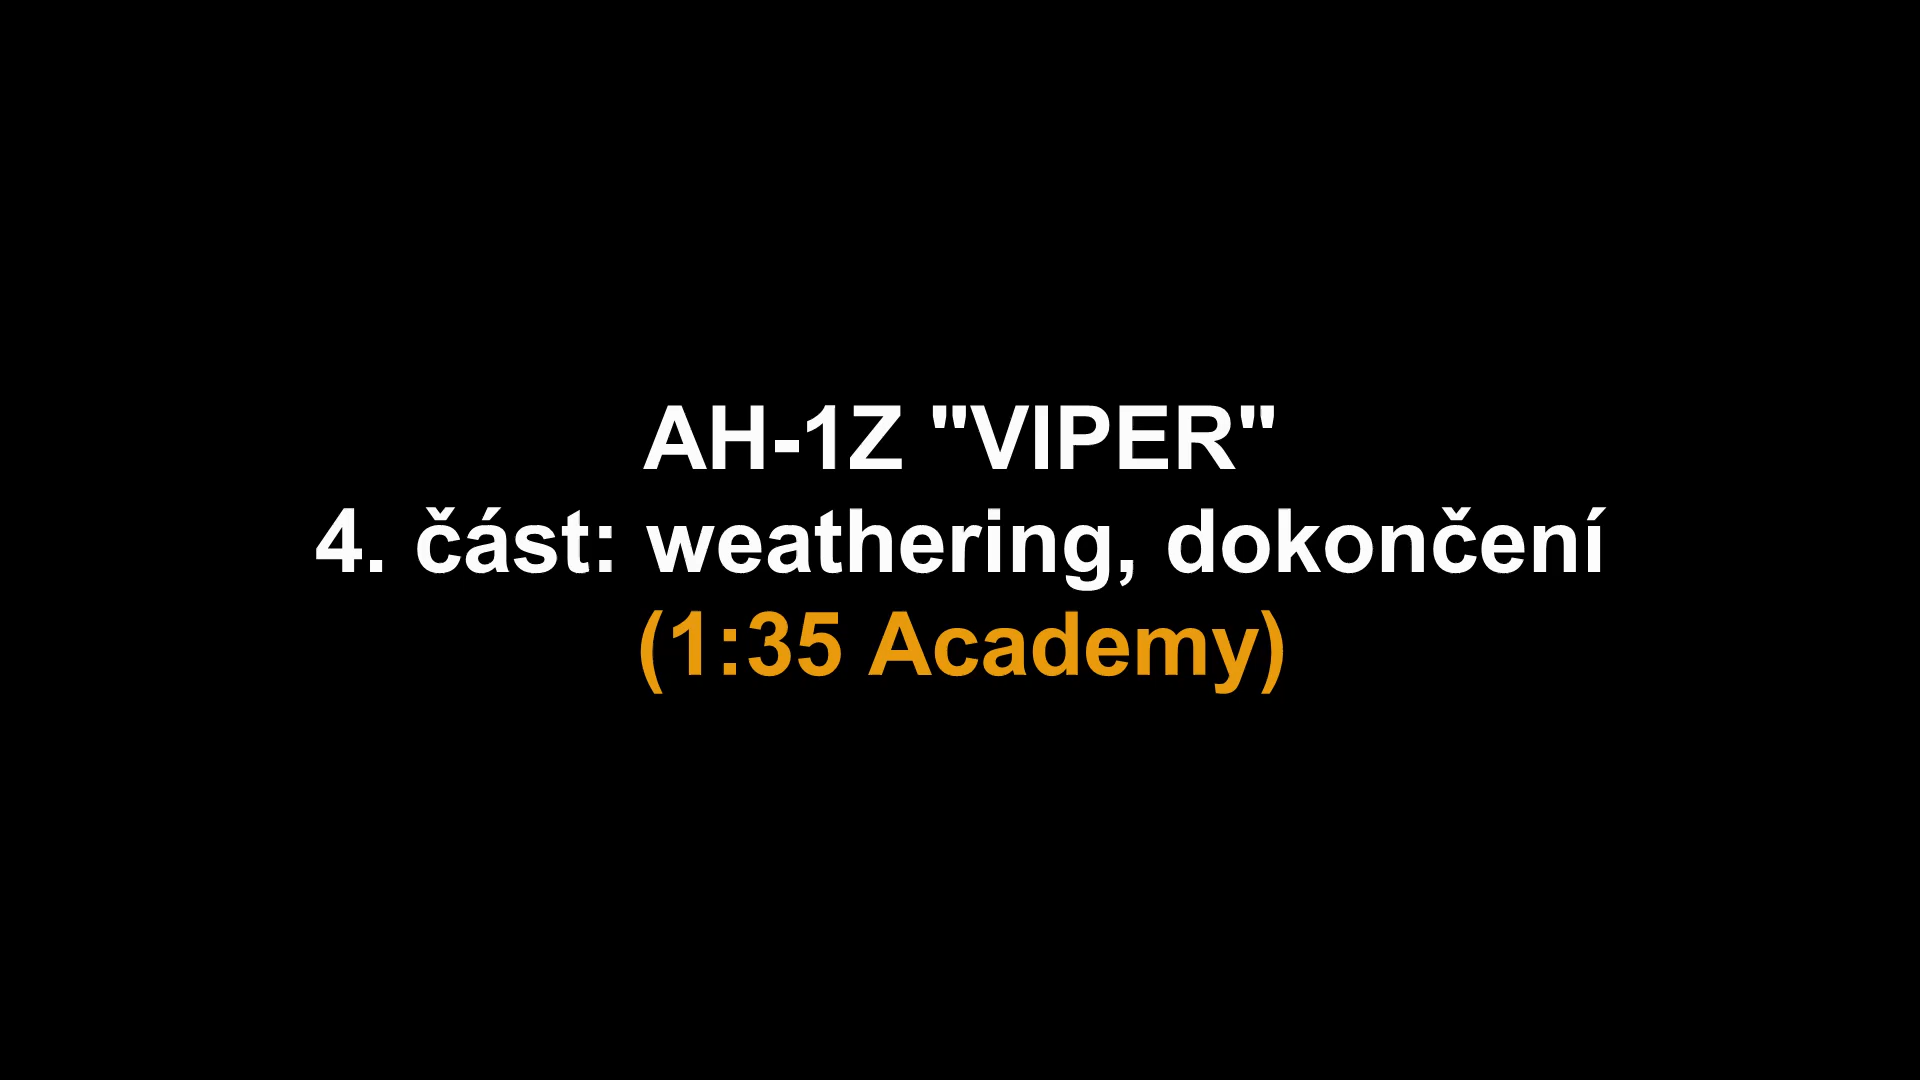 AH-1Z "VIPER"
4. část: weathering, dokončení
(1:35 Academy)